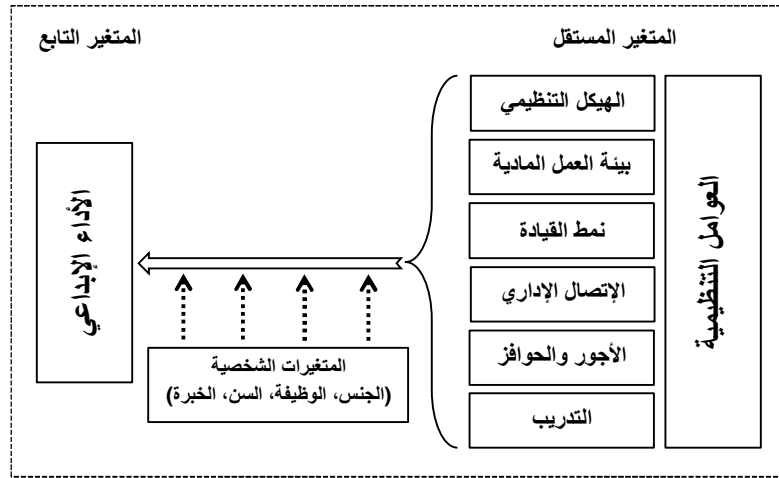 المتغير المستقل
المتغير التابع
العوامل التنظيمية
الهيكل التنظيمي
بيئة العمل المادية
نمط القيادة
الإتصال الإداري
الأجور والحوافز
التدريب
المتغيرات الشخصية
(الجنس، الوظيفة، السن، الخبرة)
الأداء الإبداعي